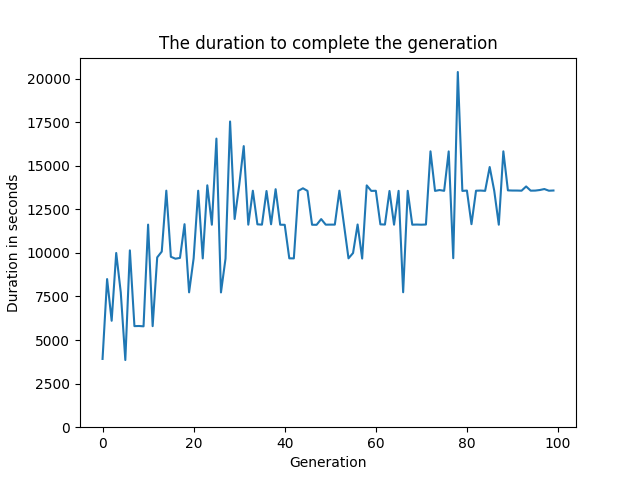 The duration to complete the generation
20000
17500
15000
12500
10000
7500
5000
2500
0
Duration in seconds
0 20 40 60 80 100
Generation